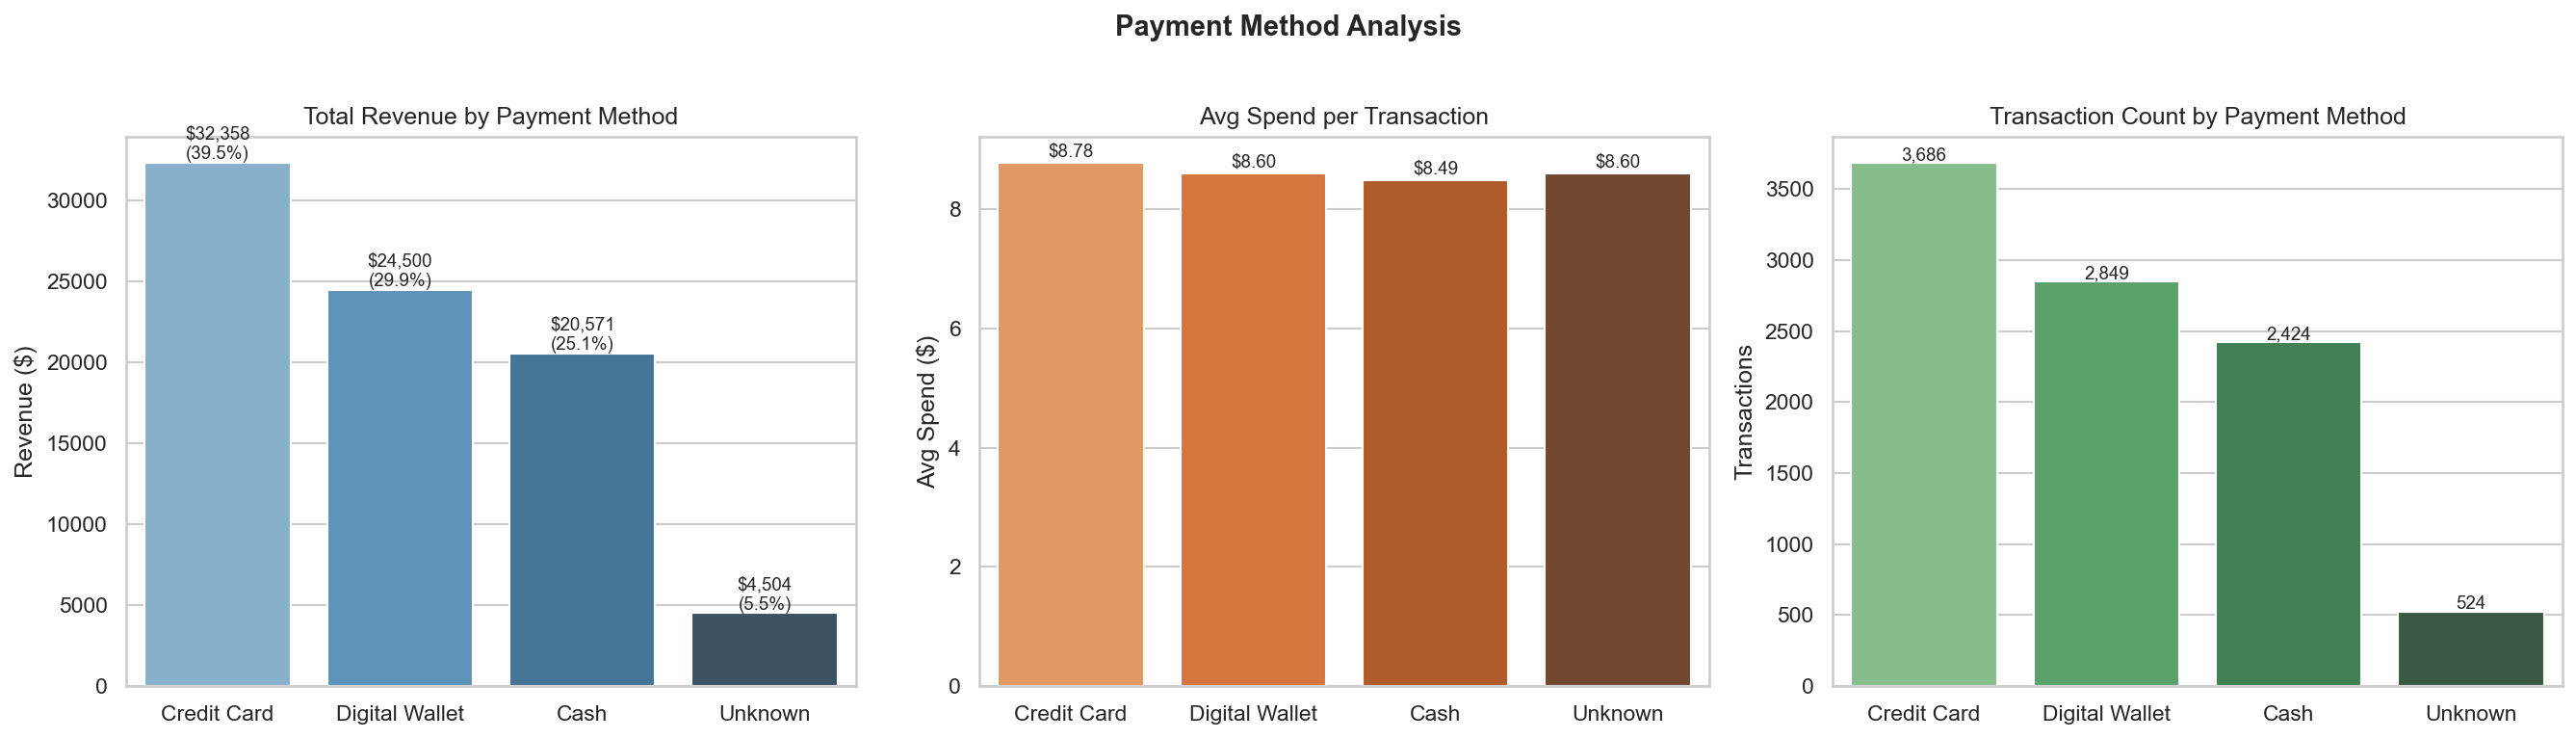 Payment Method Analysis
Total Revenue by Payment Method
$32,358
(39.5%)
$24,500
(29.9%)
$20,571
(25.1%)
$4,504
(5.5%)
30000
25000
20000
15000
10000
5000
0
Revenue ($)
Credit Card Digital Wallet Cash Unknown
Avg Spend per Transaction
$8.78 $8.60 $8.49 $8.60
8
6
4
2
0
Avg Spend ($)
Credit Card Digital Wallet Cash Unknown
Transaction Count by Payment Method
3,686
2,849
2,424
524
3500
3000
2500
2000
1500
1000
500
0
Transactions
Credit Card Digital Wallet Cash Unknown